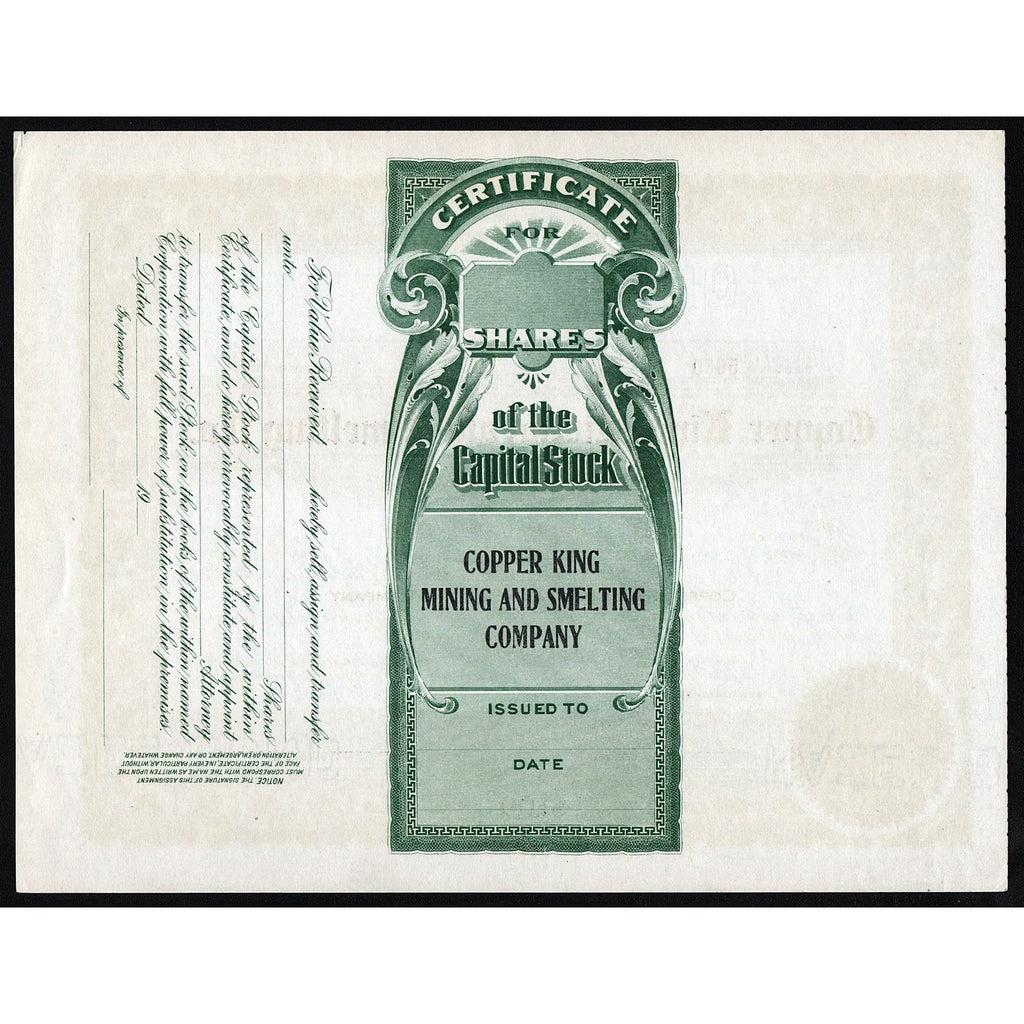 CERTIFICATE
FOR
SHARES
of the
Capital Stock
COPPER KING
MINING AND SMELTING
COMPANY
ISSUED TO
DATE
For Value Received hereby sell, assign and transfer
unto
Shares
of the Capital Stock represented by the within
Certificate, and do hereby irrevocably constitute and appoint
Attorney
to transfer the said Stock on the books of the within named
Corporation with full power of substitution in the premises.
Dated 19
In presence of
NOTICE. THE SIGNATURE OF THIS ASSIGNMENT
MUST CORRESPOND WITH THE NAME AS WRITTEN UPON THE
FACE OF THE CERTIFICATE, IN EVERY PARTICULAR, WITHOUT
ALTERATION OR ENLARGEMENT, OR ANY CHANGE WHATEVER.